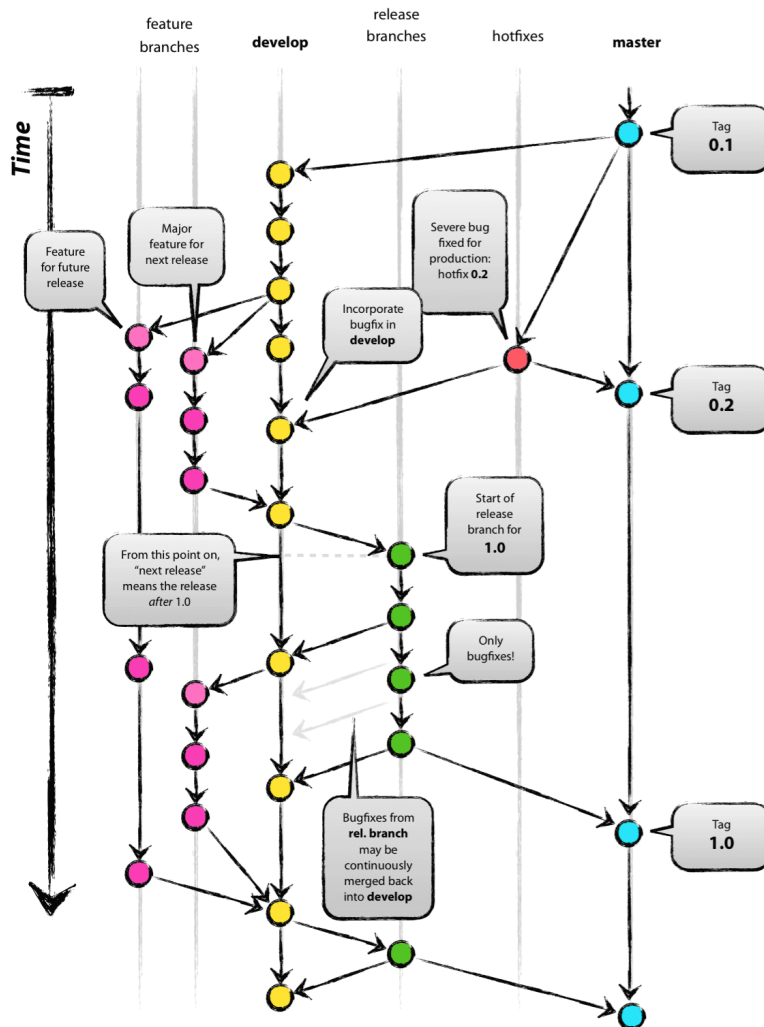 feature
branches
develop
release
branches
hotfixes
master
Time
Tag
0.1
Major
feature for
next release
Severe bug
fixed for
production:
hotfix 0.2
Feature
for future
release
Incorporate
bugfix in
develop
Tag
0.2
Start of
release
branch for
1.0
From this point on,
“next release”
means the release
after 1.0
Only
bugfixes!
Bugfixes from
rel. branch
may be
continuously
merged back
into develop
Tag
1.0